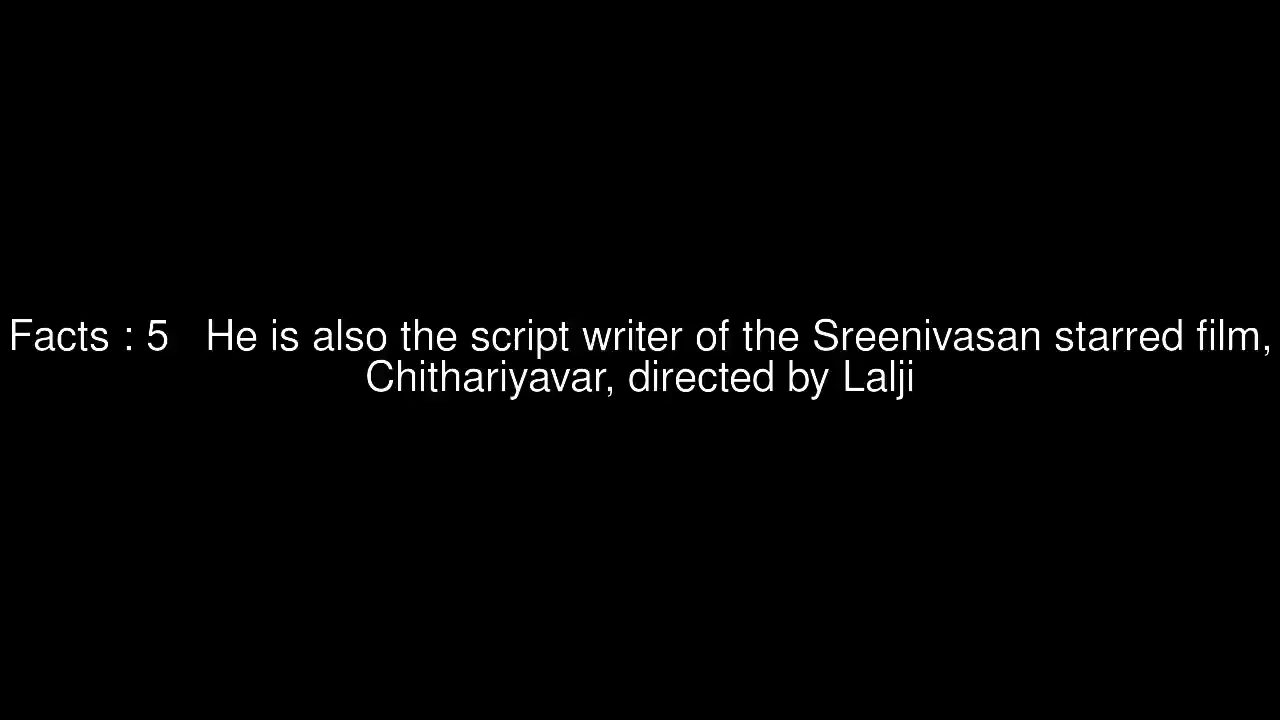 Facts : 5   He is also the script writer of the Sreenivasan starred film,
Chithariyavar, directed by Lalji